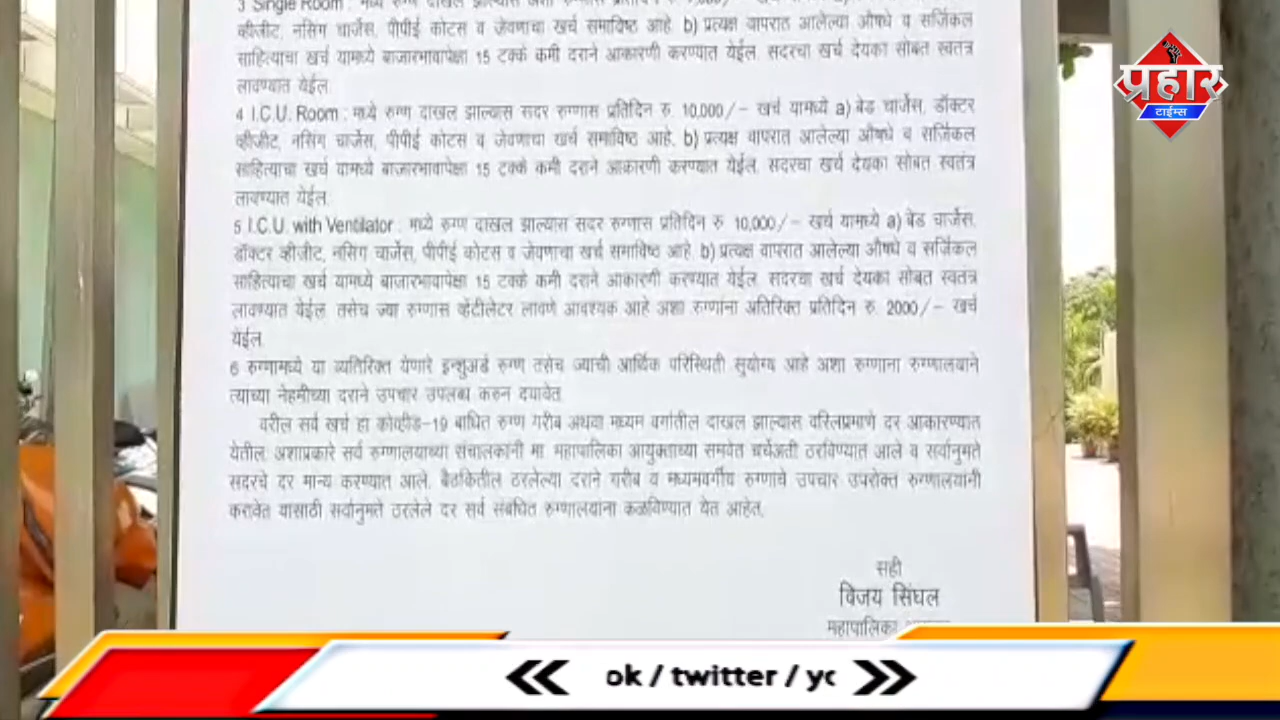 3 Single Room : मध्ये रुग्ण दाखल झाल्यास अशा रुग्णास प्रतिदिन रु
व्हीजीट, नर्सिग चार्जेस, पीपीई कीटस व जेवणाचा खर्च समाविष्ट आहे. b) प्रत्यक्ष वापरात आलेल्या औषधे व सर्जिकल
साहित्याचा खर्च यामध्ये बाजारभावापेक्षा 15 टक्के कमी दराने आकारणी करण्यात येईल. सदरचा खर्च देयका सोबत स्वतंत्र
लावण्यात येईल.
4 I.C.U. Room : मध्ये रुग्ण दाखल झाल्यास सदर रुग्णास प्रतिदिन रु. 10,000/– खर्च यामध्ये a) बेड चार्जेस, डॉक्टर
व्हीजीट, नर्सिग चार्जेस, पीपीई कीटस व जेवणाचा खर्च समाविष्ट आहे. b) प्रत्यक्ष वापरात आलेल्या औषधे व सर्जिकल
साहित्याचा खर्च यामध्ये बाजारभावापेक्षा 15 टक्के कमी दराने आकारणी करण्यात येईल. सदरचा खर्च देयका सोबत स्वतंत्र
लावण्यात येईल.
5 I.C.U. with Ventilator : मध्ये रुग्ण दाखल झाल्यास सदर रुग्णास प्रतिदिन रु 10,000/– खर्च यामध्ये a) बेड चार्जेस,
डॉक्टर व्हीजीट, नर्सिग चार्जेस, पीपीई कीटस व जेवणाचा खर्च समाविष्ट आहे. b) प्रत्यक्ष वापरात आलेल्या औषधे व सर्जिकल
साहित्याचा खर्च यामध्ये बाजारभावापेक्षा 15 टक्के कमी दराने आकारणी करण्यात येईल. सदरचा खर्च देयका सोबत स्वतंत्र
लावण्यात येईल. तसेच ज्या रुग्णास व्हेंटीलेटर लावणे आवश्यक आहे अशा रुग्णांना अतिरिक्त प्रतिदिन रु. 2000/– खर्च
येईल.
6 रुग्णामध्ये या व्यतिरिक्त येणारे इन्शुअर्ड रुग्ण तसेच ज्यांची आर्थिक परिस्थिती सुयोग्य आहे अशा रुग्णांना रुग्णालयाने
त्याच्या नेहमीच्या दराने उपचार उपलब्ध करुन दयावेत.
वरील सर्व खर्च हा कोव्हीड–19 बाधित रुग्ण गरीब अथवा मध्यम वर्गातील दाखल झाल्यास वरिलप्रमाणे दर आकारण्यात
येतील. अशाप्रकारे सर्व रुग्णालयाच्या संचालकांनी मा. महापालिका आयुक्तांच्या समवेत चर्चेअंती ठरविण्यात आले व सर्वानुमते
सदरचे दर मान्य करण्यात आले. बैठकितील ठरलेल्या दराने गरीब व मध्यमवर्गीय रुग्णांचे उपचार उपरोक्त रुग्णालयांनी
करावेत यासाठी सर्वानुमते ठरलेले दर सर्व संबंधित रुग्णालयांना कळविण्यात येत आहेत.
सही
विजय सिंघल
महापालिका
प्रहार
टाईम्स
ok / twitter / yo